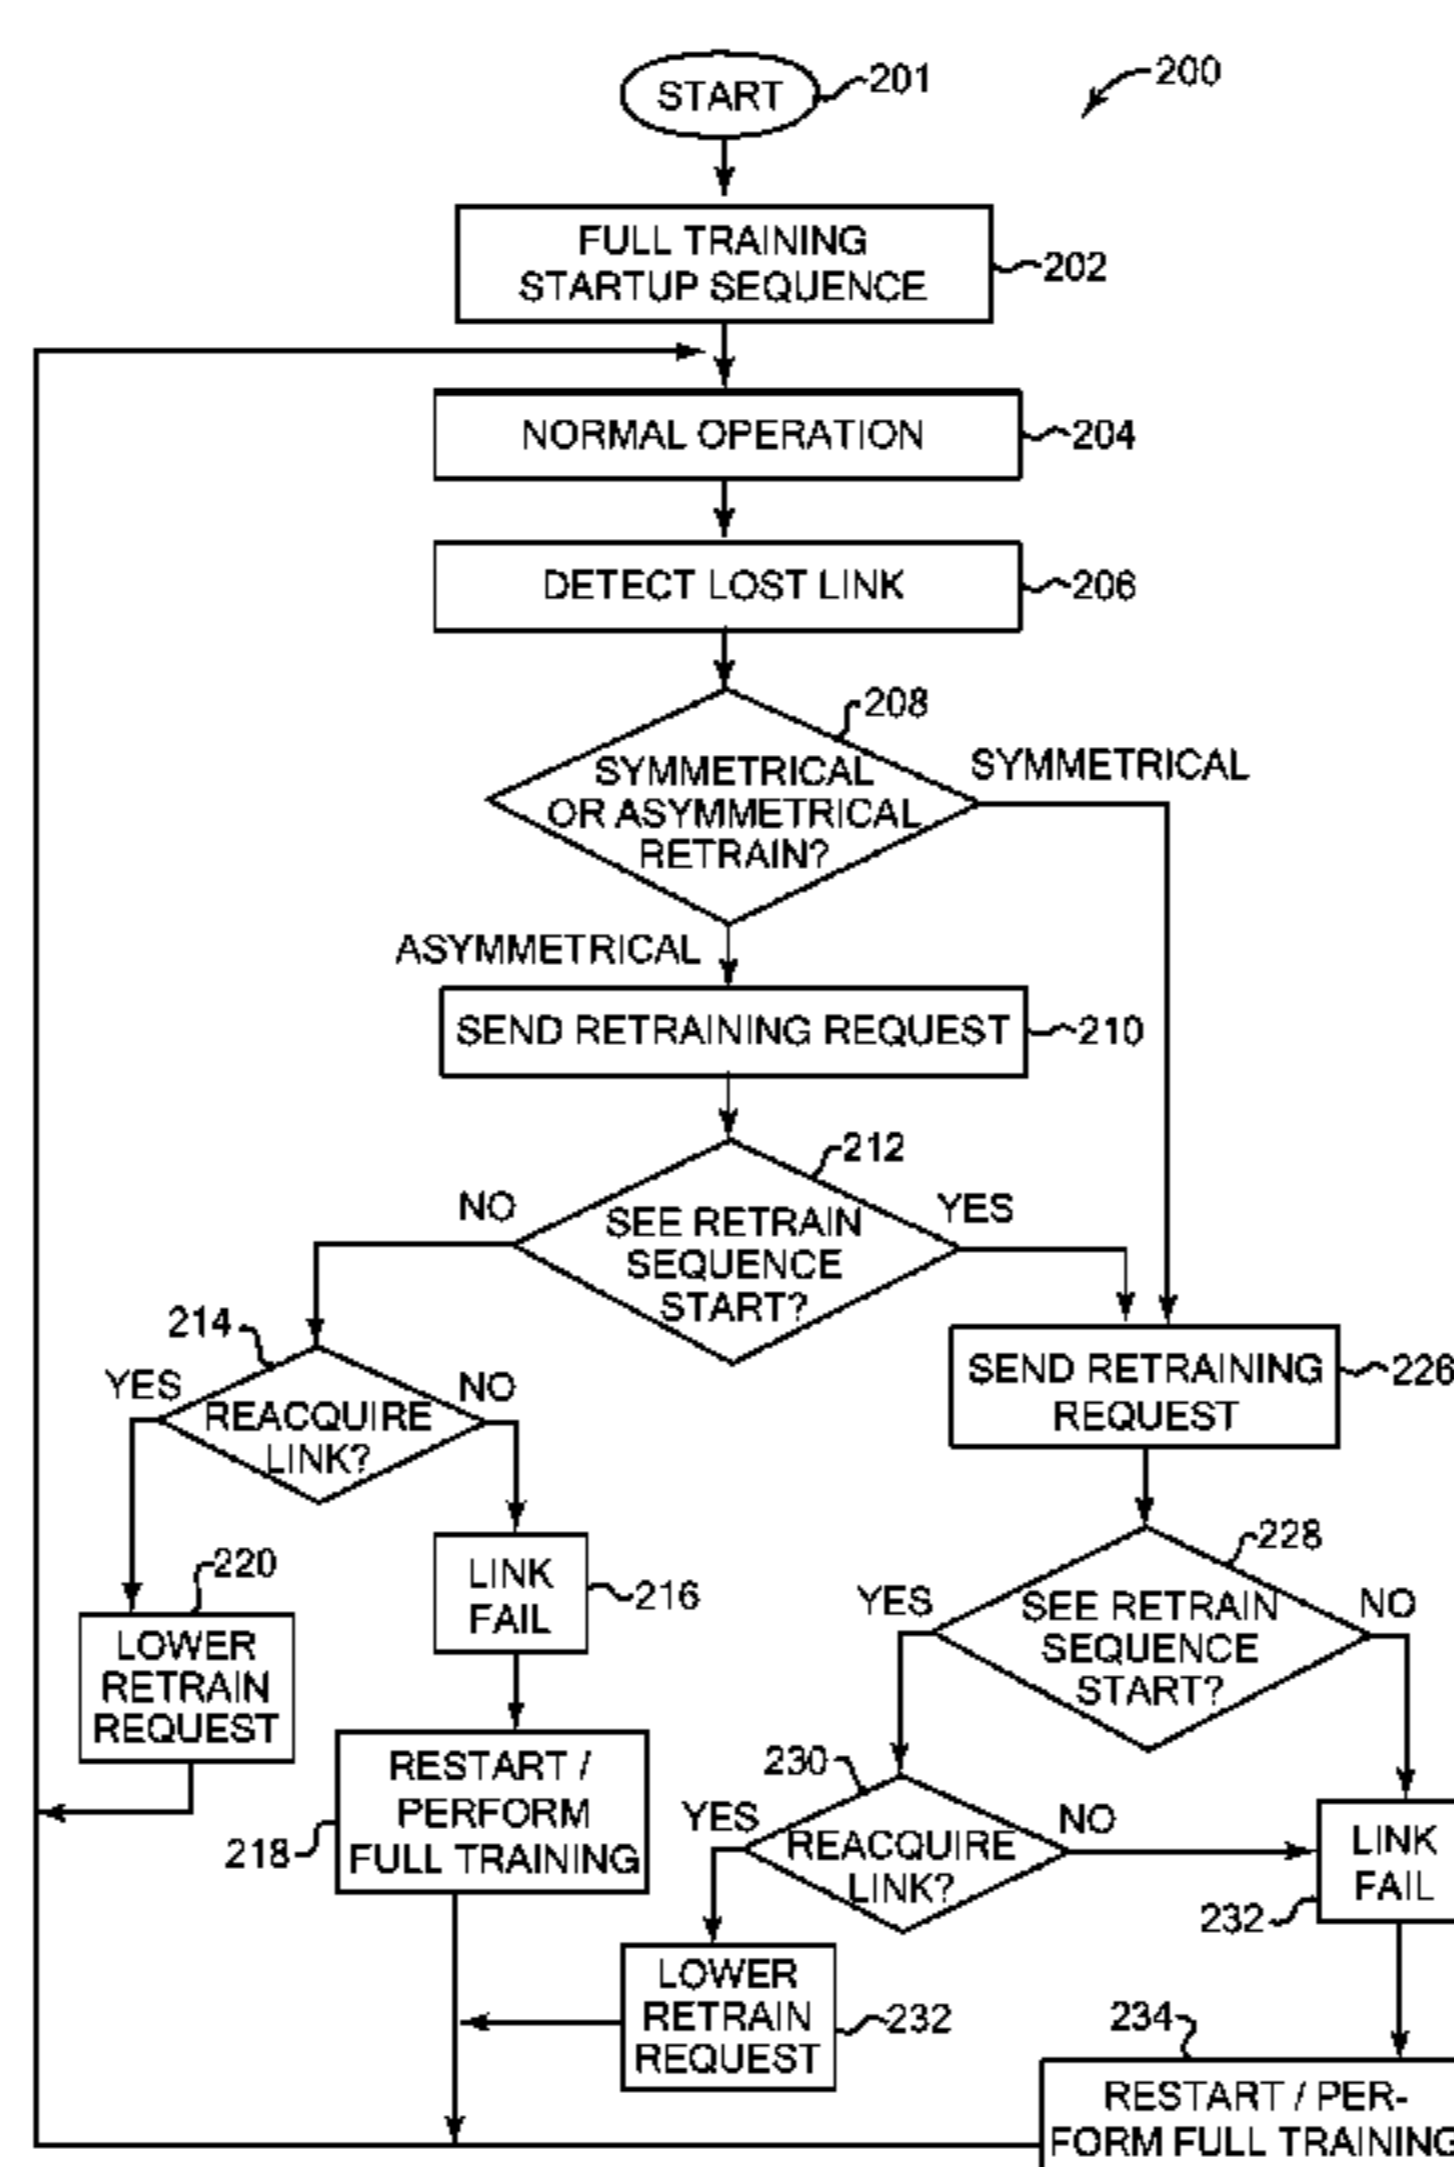 START
201
200
FULL TRAINING
STARTUP SEQUENCE
202
NORMAL OPERATION
204
DETECT LOST LINK
206
208
SYMMETRICAL
OR ASYMMETRICAL
RETRAIN?
SYMMETRICAL
ASYMMETRICAL
SEND RETRAINING REQUEST
210
212
NO
SEE RETRAIN
SEQUENCE
START?
YES
214
YES
REACQUIRE
LINK?
NO
SEND RETRAINING
REQUEST
226
220
LOWER
RETRAIN
REQUEST
LINK
FAIL
216
228
YES
SEE RETRAIN
SEQUENCE
START?
NO
RESTART /
PERFORM
FULL TRAINING
218
230
YES
REACQUIRE
LINK?
NO
LINK
FAIL
232
LOWER
RETRAIN
REQUEST
232
234
RESTART / PER-
FORM FULL TRAINING